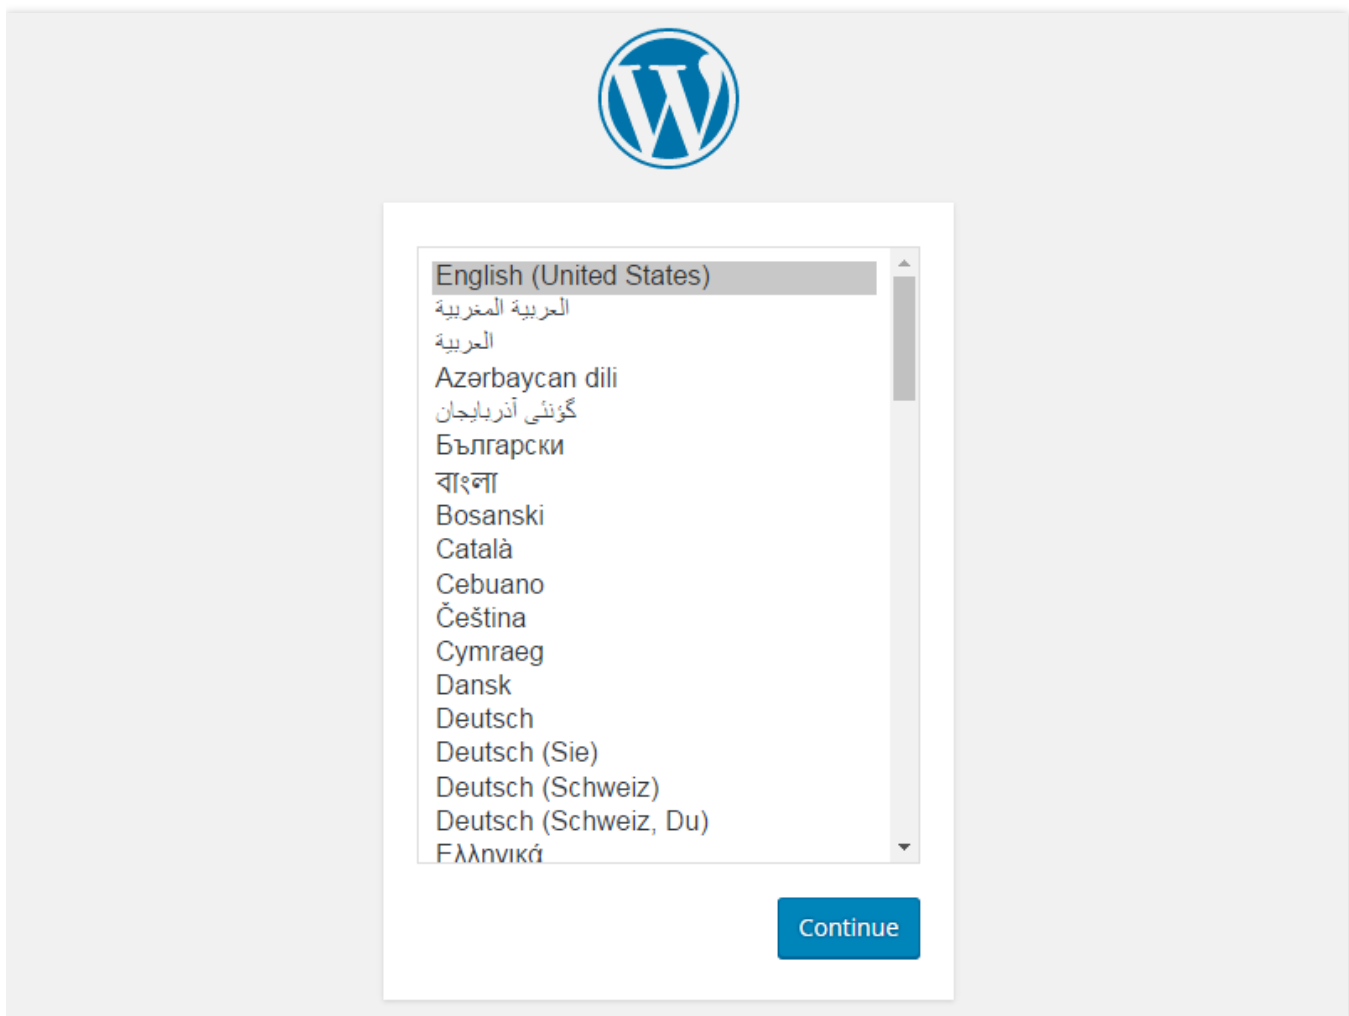 English (United States)
العربية المغربية
العربية
Azərbaycan dili
گؤنئی آذربایجان
Български
বাংলা
Bosanski
Català
Cebuano
Čeština
Cymraeg
Dansk
Deutsch
Deutsch (Sie)
Deutsch (Schweiz)
Deutsch (Schweiz, Du)
Ελληνικά
Continue